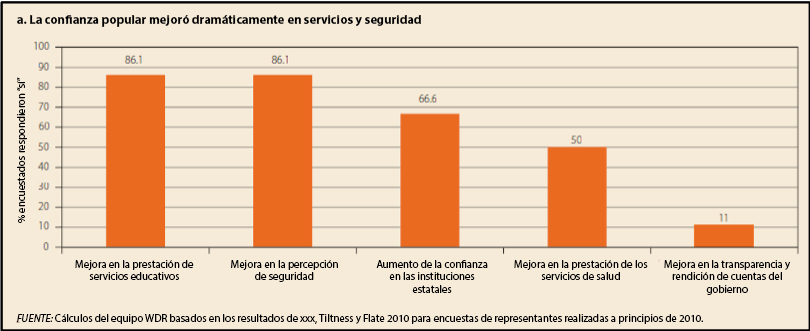 a. La confianza popular mejoró dramáticamente en servicios y seguridad
% encuestados respondieron "sí"
100
90
80
70
60
50
40
30
20
10
0
86.1
86.1
66.6
50
11
Mejora en la prestación de
servicios educativos
Mejora en la percepción
de seguridad
Aumento de la confianza
en las instituciones
estatales
Mejora en la prestación de los
servicios de salud
Mejora en la transparencia y
rendición de cuentas del
gobierno
FUENTE: Cálculos del equipo WDR basados en los resultados de xxx, Tiltness y Flate 2010 para encuestas de representantes realizadas a principios de 2010.